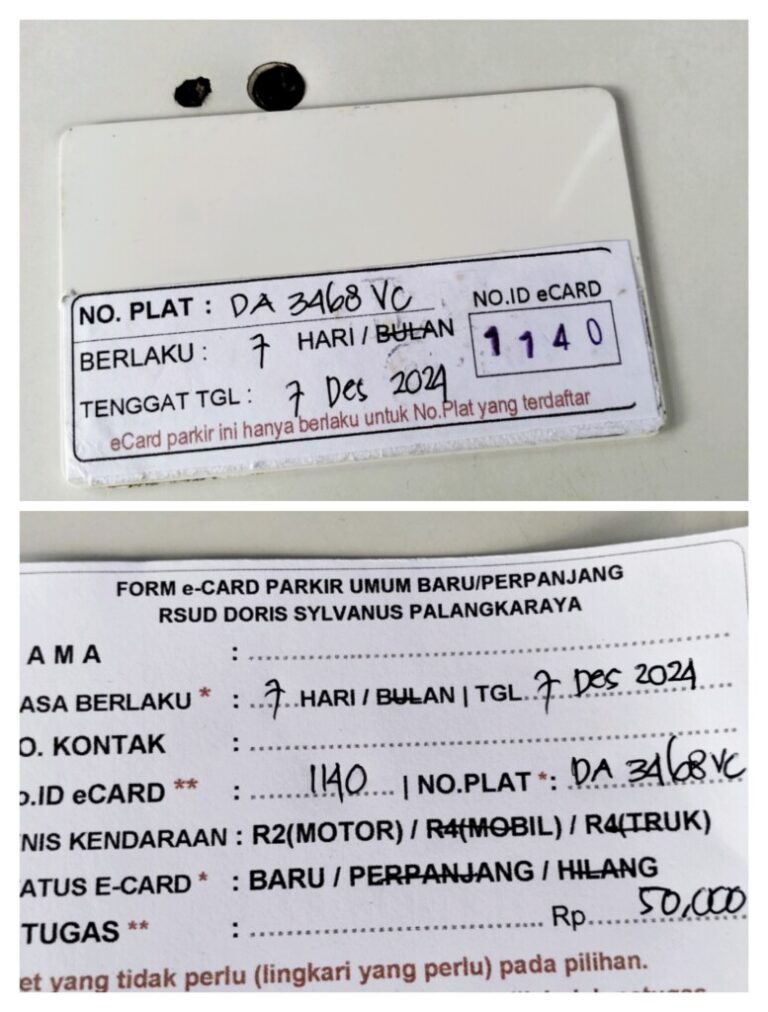 NO. PLAT : DA 3468 VC
NO.ID eCARD
BERLAKU : 7 HARI / BULAN
1140
TENGGAT TGL : 7 Des 2024
eCard parkir ini hanya berlaku untuk No.Plat yang terdaftar
FORM e-CARD PARKIR UMUM BARU/PERPANJANG
RSUD DORIS SYLVANUS PALANGKARAYA
AMA :
ASA BERLAKU * : 7 HARI / BULAN | TGL. 7 Des 2024
O. KONTAK :
o.ID eCARD ** : 1140 | NO.PLAT *: DA 3468 VC
NIS KENDARAAN : R2(MOTOR) / R4(MOBIL) / R4(TRUK)
ATUS E-CARD * : BARU / PERPANJANG / HILANG
TUGAS ** : Rp. 50,000
et yang tidak perlu (lingkari yang perlu) pada pilihan.